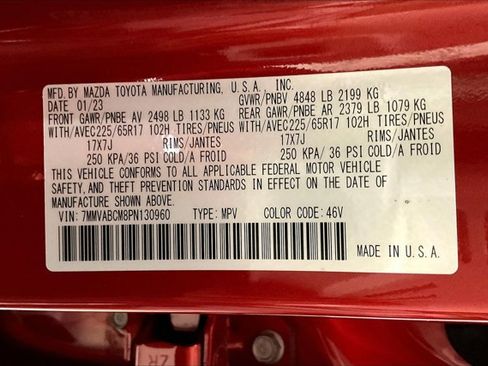 MFD. BY MAZDA TOYOTA MANUFACTURING, U.S.A., INC.
DATE 01/23 GVWR/PNBV 4848 LB 2199 KG
FRONT GAWR/PNBE AV 2498 LB 1133 KG REAR GAWR/PNBE AR 2379 LB 1079 KG
WITH/AVEC225/65R17 102H TIRES/PNEUS WITH/AVEC225/65R17 102H TIRES/PNEUS
17X7J RIMS/JANTES 17X7J RIMS/JANTES
250 KPA/36 PSI COLD/A FROID 250 KPA/36 PSI COLD/A FROID
THIS VEHICLE CONFORMS TO ALL APPLICABLE FEDERAL MOTOR VEHICLE
SAFETY,AND THEFT PREVENTION STANDARDS IN EFFECT ON THE DATE OF
MANUFACTURE SHOWN ABOVE.
VIN: 7MMVABCM8PN130960 TYPE: MPV COLOR: 46V
MADE IN U.S.A.